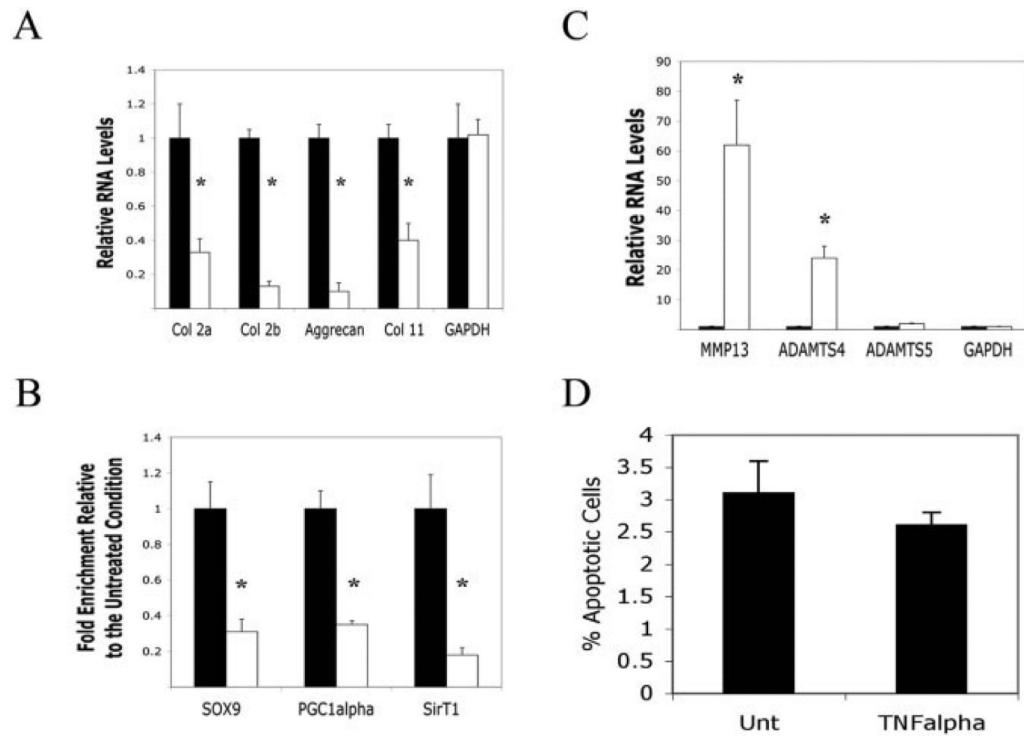 A
Relative RNA Levels
1.4
1.2
1
0.8
0.6
0.4
0.2
* * * *
Col 2a Col 2b Aggrecan Col 11 GAPDH
B
Fold Enrichment Relative
to the Untreated Condition
1.4
1.2
1
0.8
0.6
0.4
0.2
* * *
SOX9 PGC1alpha SirT1
C
Relative RNA Levels
90
80
70
60
50
40
30
20
10
*
*
MMP13 ADAMTS4 ADAMTS5 GAPDH
D
% Apoptotic Cells
4
3.5
3
2.5
2
1.5
1
0.5
0
Unt TNFalpha